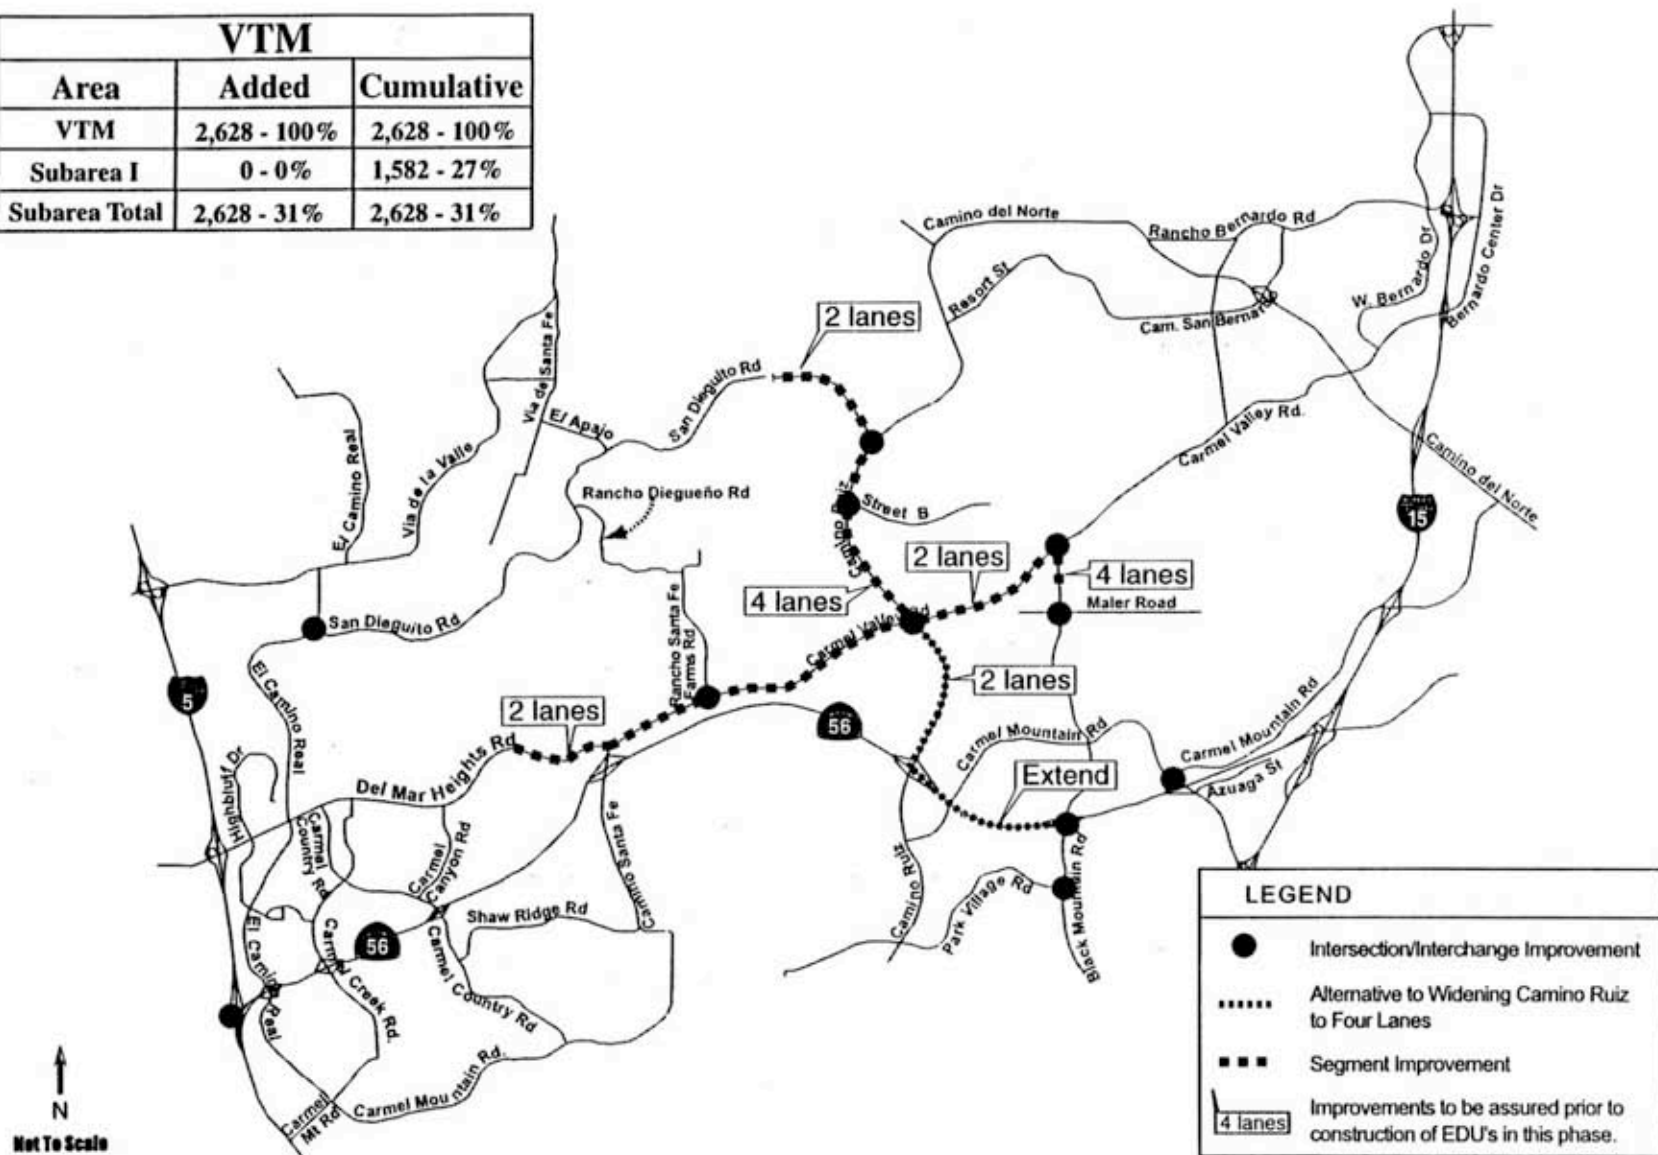 VTM
Area Added Cumulative
VTM 2,628 - 100% 2,628 - 100%
Subarea I 0 - 0% 1,582 - 27%
Subarea Total 2,628 - 31% 2,628 - 31%
Camino del Norte
Rancho Bernardo Rd
Resort St
Cam. San Bernardo
W. Bernardo Dr
Bernardo Center Dr
2 lanes
San Dieguito Rd
Via de Santa Fe
El Apajo
El Camino Real
Via de la Valle
Rancho Diegueño Rd
Carmel Valley Rd.
Camino del Norte
15
Street B
Camino Ruiz
2 lanes
4 lanes
4 lanes
Maler Road
San Dieguito Rd
Rancho Santa Fe
Farms Rd
Carmel Valley Rd
2 lanes
5
El Camino Real
2 lanes
56
Carmel Mountain Rd
Carmel Mountain Rd
Azuaga St
Extend
Highbluff Dr
Del Mar Heights Rd
Carmel
Country Rd
Carmel
Canyon Rd
Camino Santa Fe
Camino Ruiz
Park Village Rd
Black Mountain Rd
Shaw Ridge Rd
56
El Camino Real
Carmel Creek Rd.
Carmel Country Rd
Carmel Mountain Rd.
Carmel
Mt Rd
N
Not To Scale
LEGEND
Intersection/Interchange Improvement
Alternative to Widening Camino Ruiz
to Four Lanes
Segment Improvement
4 lanes
Improvements to be assured prior to
construction of EDU's in this phase.